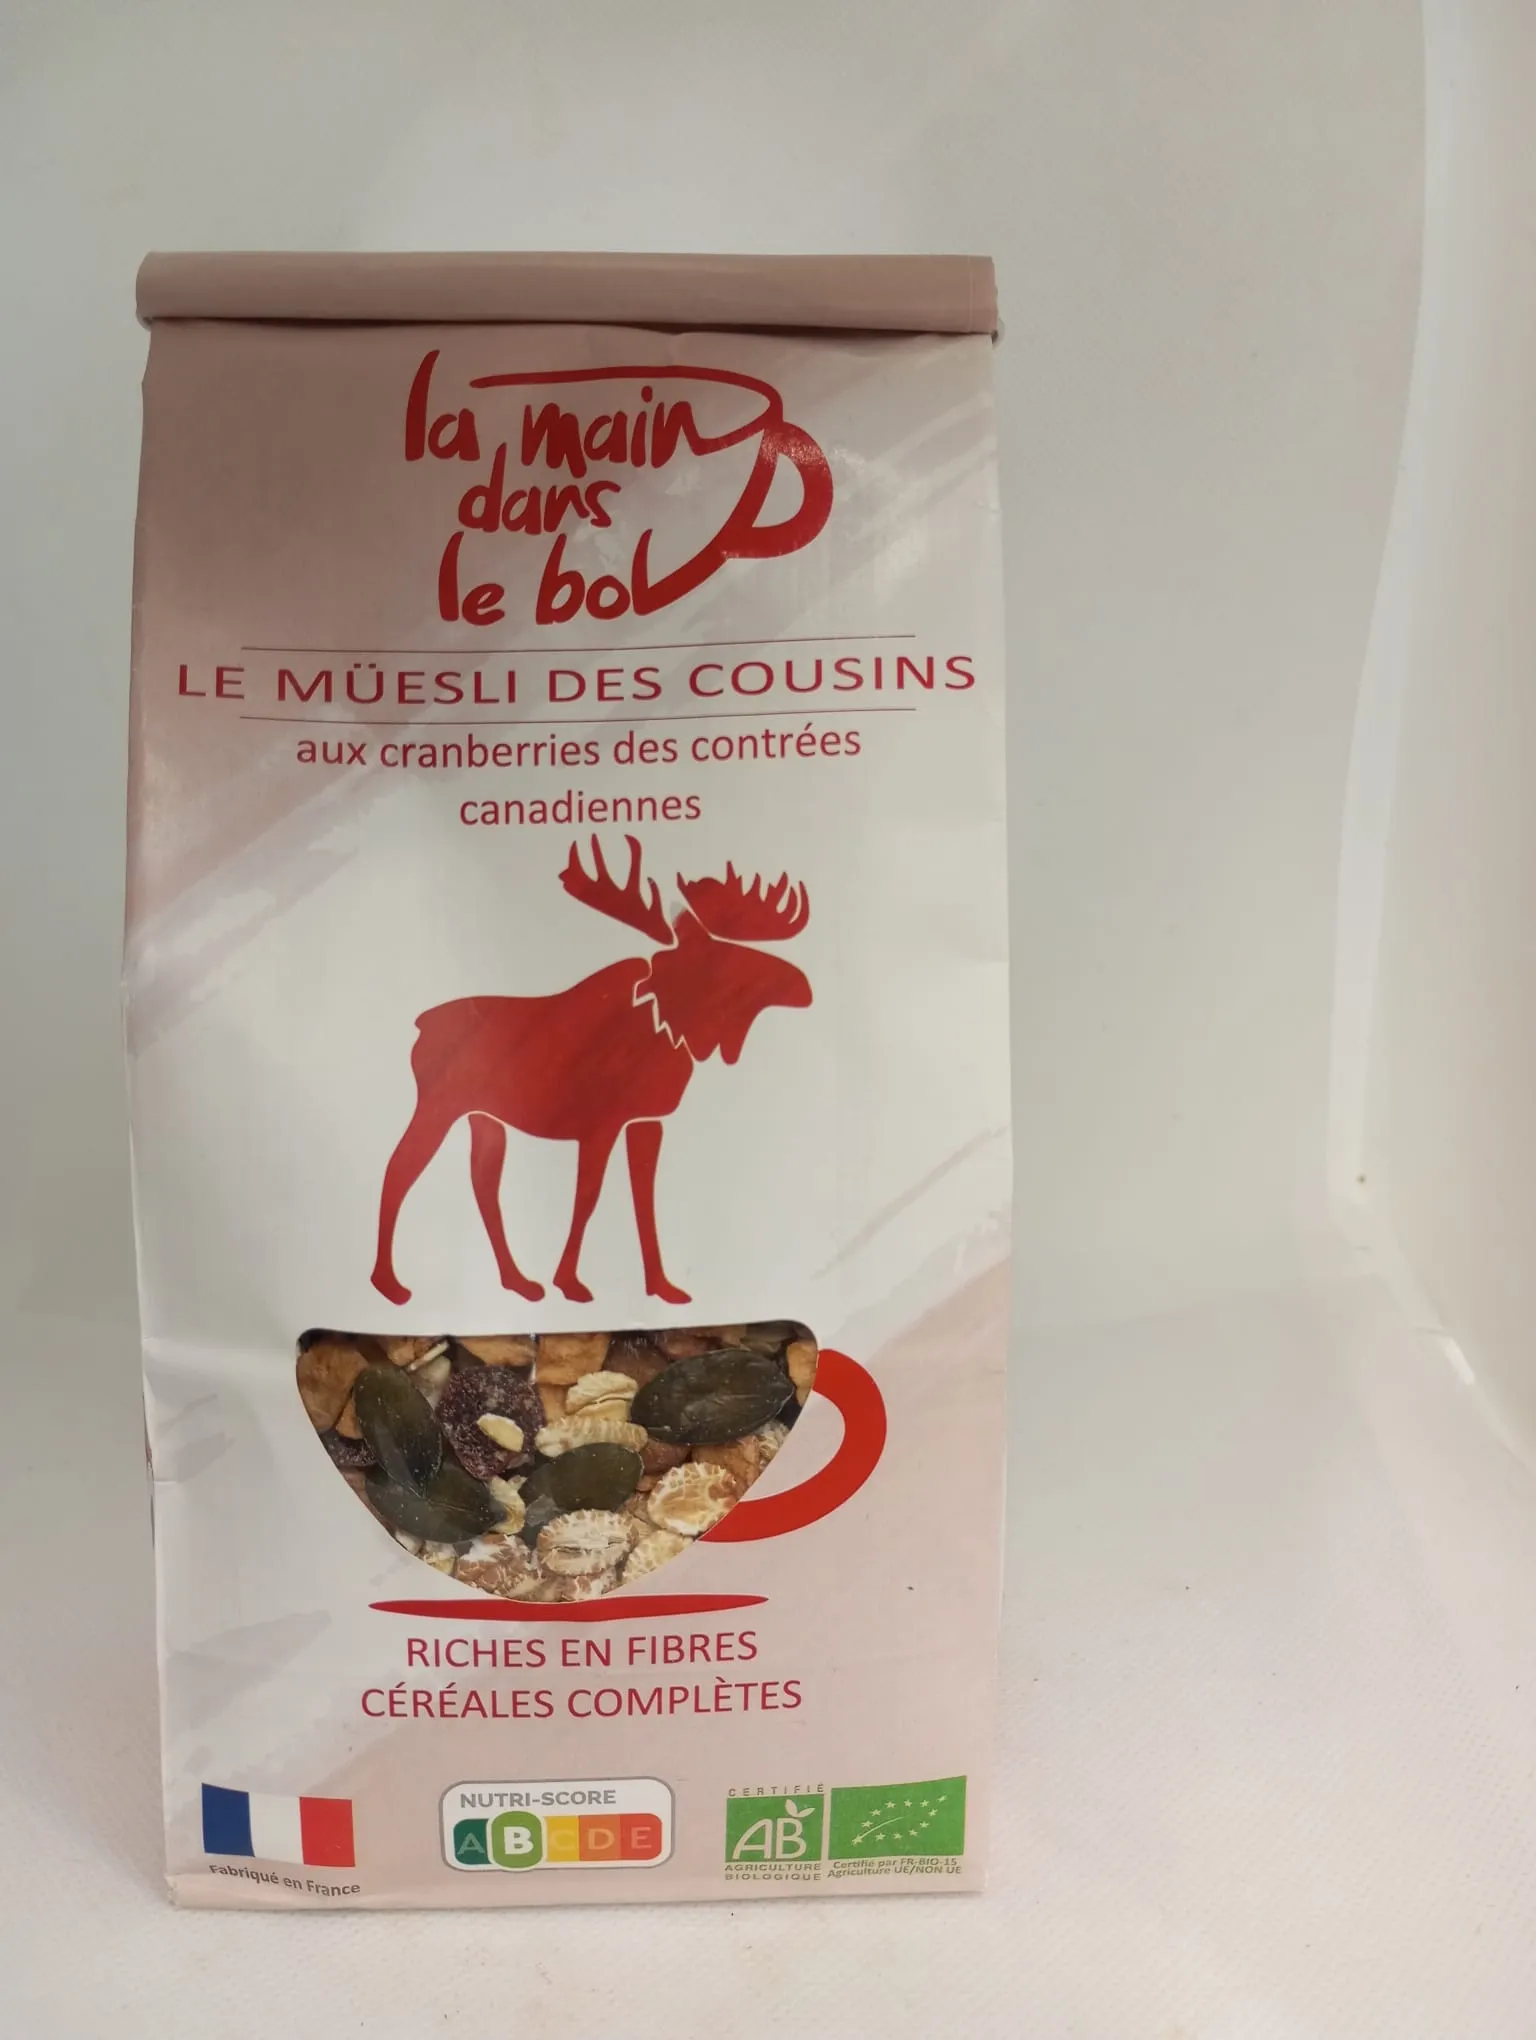 la main
dans
le bol
LE MÜESLI DES COUSINS
aux cranberries des contrées
canadiennes
RICHES EN FIBRES
CÉRÉALES COMPLÈTES
Fabriqué en France
NUTRI-SCORE
A B C D E
CERTIFIÉ
AB
AGRICULTURE
BIOLOGIQUE
Certifié par FR-BIO-15
Agriculture UE/NON UE